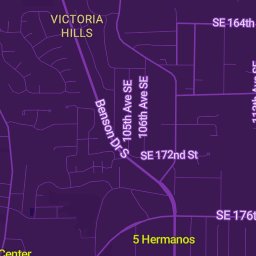 VICTORIA
HILLS
SE 164th
Benson Dr S
105th Ave SE
106th Ave SE
SE 172nd St
SE 176th
5 Hermanos
Center